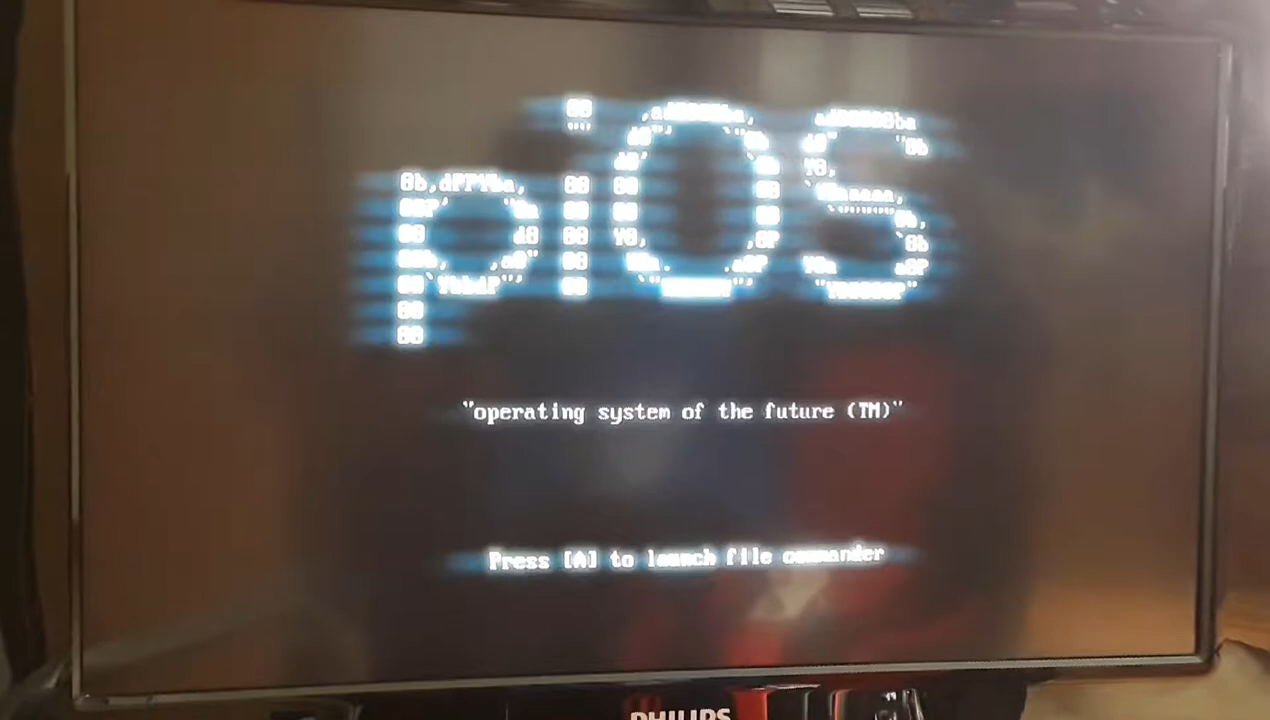 piOS
"operating system of the future (TM)"
Press [A] to launch file commander
PHILIPS